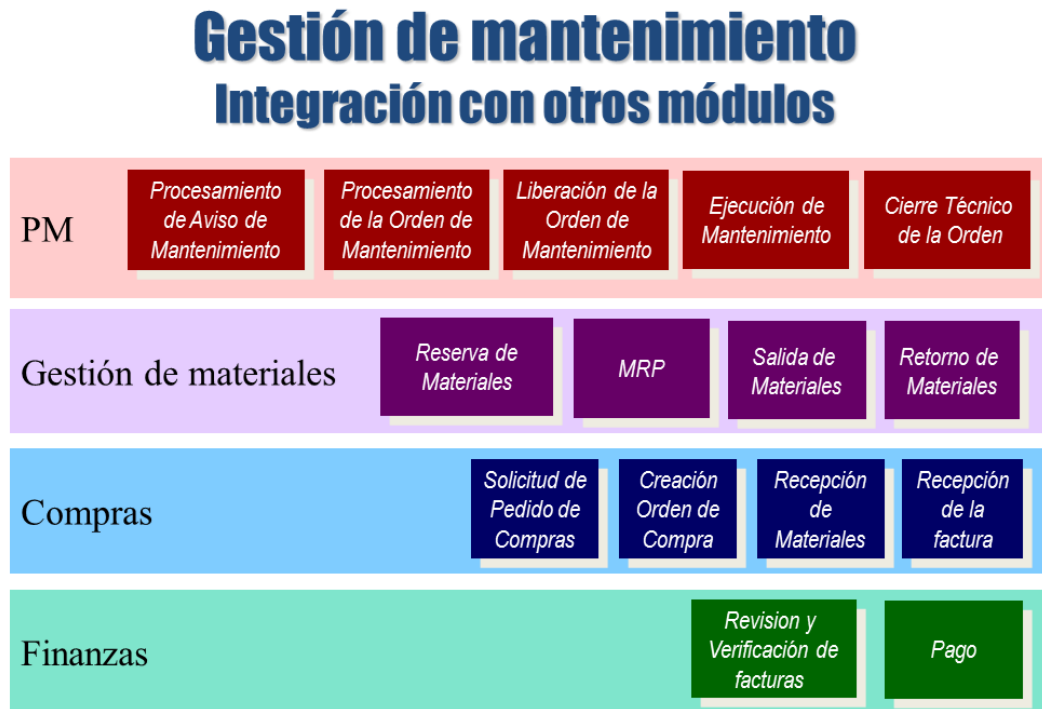 Gestión de mantenimiento
Integración con otros módulos
PM
Procesamiento
de Aviso de
Mantenimiento
Procesamiento
de la Orden de
Mantenimiento
Liberación de la
Orden de
Mantenimiento
Ejecución de
Mantenimiento
Cierre Técnico
de la Orden
Gestión de materiales
Reserva de
Materiales
MRP
Salida de
Materiales
Retorno de
Materiales
Compras
Solicitud de
Pedido de
Compras
Creación
Orden de
Compra
Recepción
de
Materiales
Recepción
de la
factura
Finanzas
Revision y
Verificación de
facturas
Pago